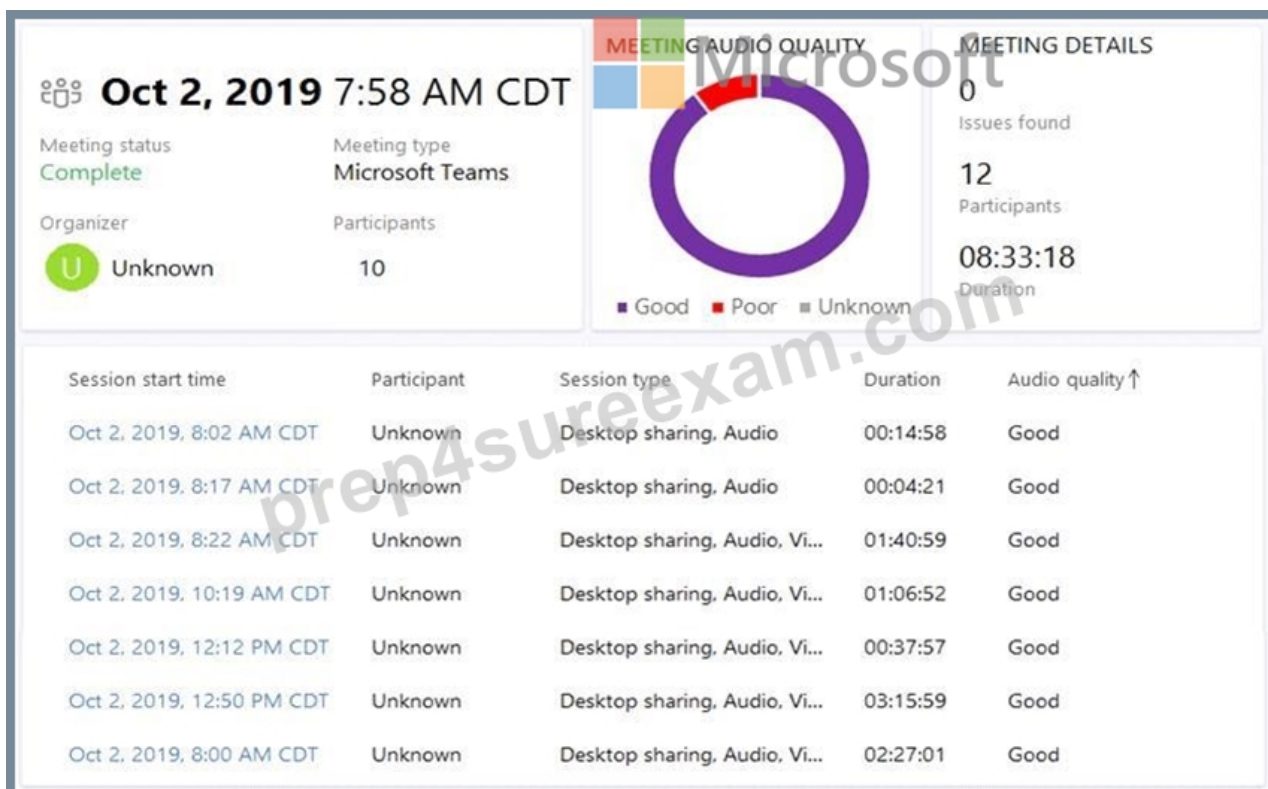 Microsoft
Oct 2, 2019 7:58 AM CDT
Meeting status
Complete
Meeting type
Microsoft Teams
Organizer
U Unknown
Participants
10
MEETING AUDIO QUALITY
Good Poor Unknown
MEETING DETAILS
0
Issues found
12
Participants
08:33:18
Duration
prep4sureexam.com
Session start time Participant Session type Duration Audio quality↑
Oct 2, 2019, 8:02 AM CDT Unknown Desktop sharing, Audio 00:14:58 Good
Oct 2, 2019, 8:17 AM CDT Unknown Desktop sharing, Audio 00:04:21 Good
Oct 2, 2019, 8:22 AM CDT Unknown Desktop sharing, Audio, Vi... 01:40:59 Good
Oct 2, 2019, 10:19 AM CDT Unknown Desktop sharing, Audio, Vi... 01:06:52 Good
Oct 2, 2019, 12:12 PM CDT Unknown Desktop sharing, Audio, Vi... 00:37:57 Good
Oct 2, 2019, 12:50 PM CDT Unknown Desktop sharing, Audio, Vi... 03:15:59 Good
Oct 2, 2019, 8:00 AM CDT Unknown Desktop sharing, Audio, Vi... 02:27:01 Good